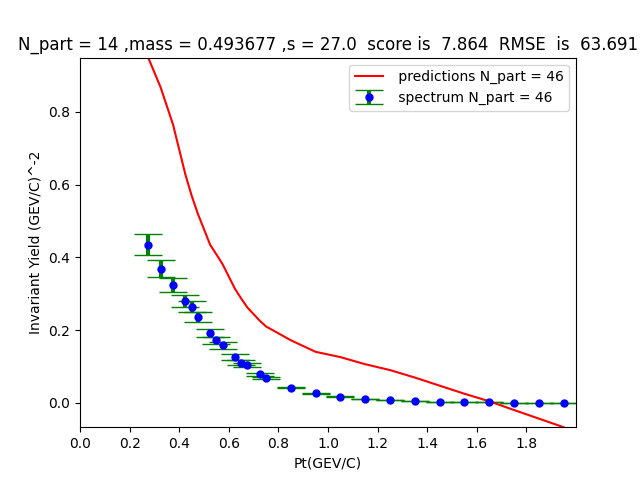 N_part = 14 ,mass = 0.493677 ,s = 27.0  score is  7.864  RMSE  is  63.691
predictions N_part = 46
spectrum N_part = 46
Invariant Yield (GEV/C)^-2
0.8
0.6
0.4
0.2
0.0
0.0 0.2 0.4 0.6 0.8 1.0 1.2 1.4 1.6 1.8
Pt(GEV/C)